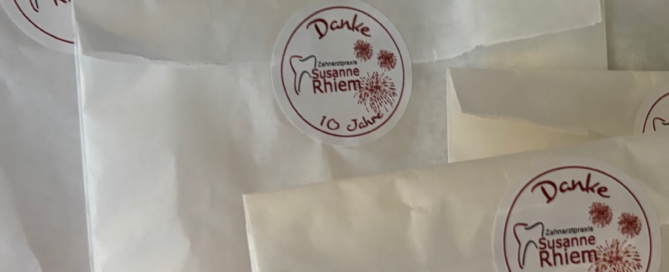 Danke
Zahnarztpraxis
Susanne
Rhiem
10 Jahre
Danke
Zahnarztpraxis
Susanne
Rhiem